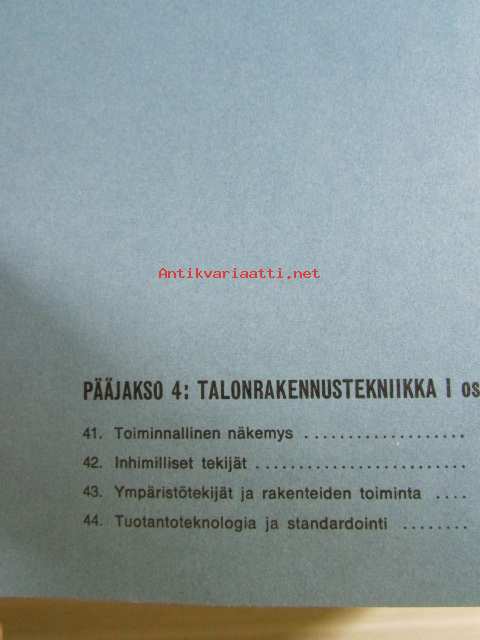 Antikvariaatti.net
PÄÄJAKSO 4: TALONRAKENNUSTEKNIIKKA I os
41. Toiminnallinen näkemys ...................
42. Inhimilliset tekijät ........................
43. Ympäristötekijät ja rakenteiden toiminta ....
44. Tuotantoteknologia ja standardointi ........